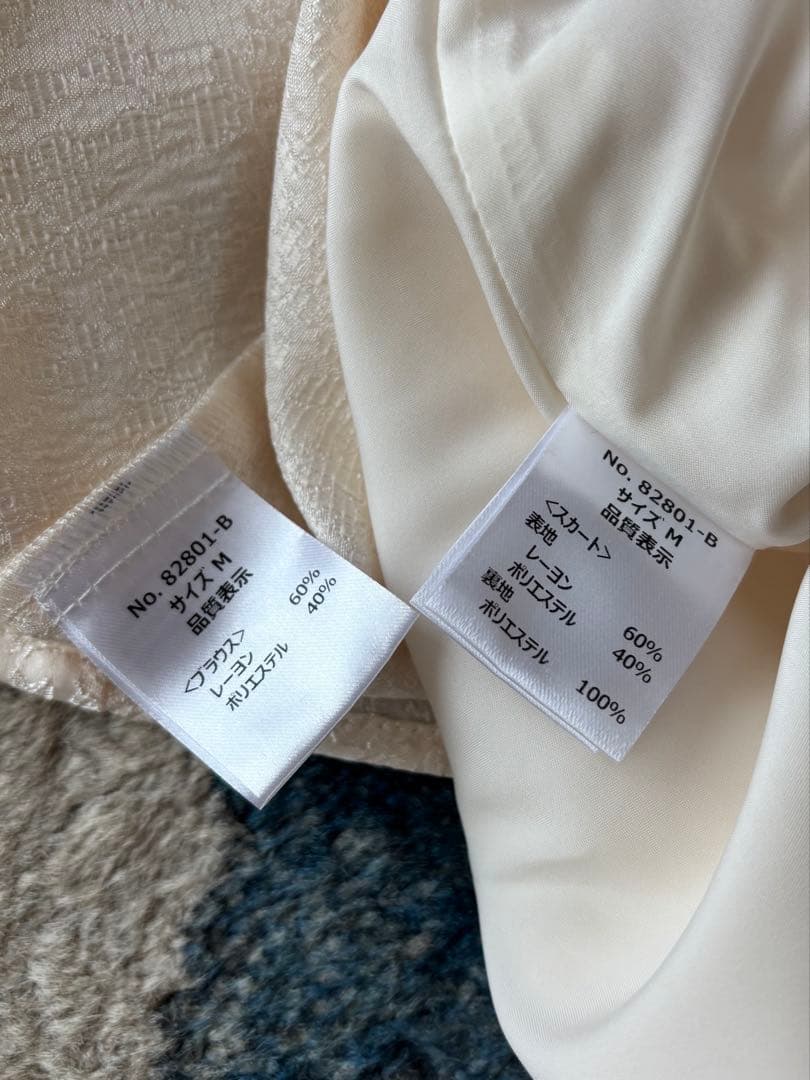 No. 82801-B
サイズ M
品質表示
<ブラウス>
レーヨン 60%
ポリエステル 40%
No. 82801-B
サイズ M
品質表示
<スカート>
表地
レーヨン 60%
ポリエステル 40%
裏地
ポリエステル 100%